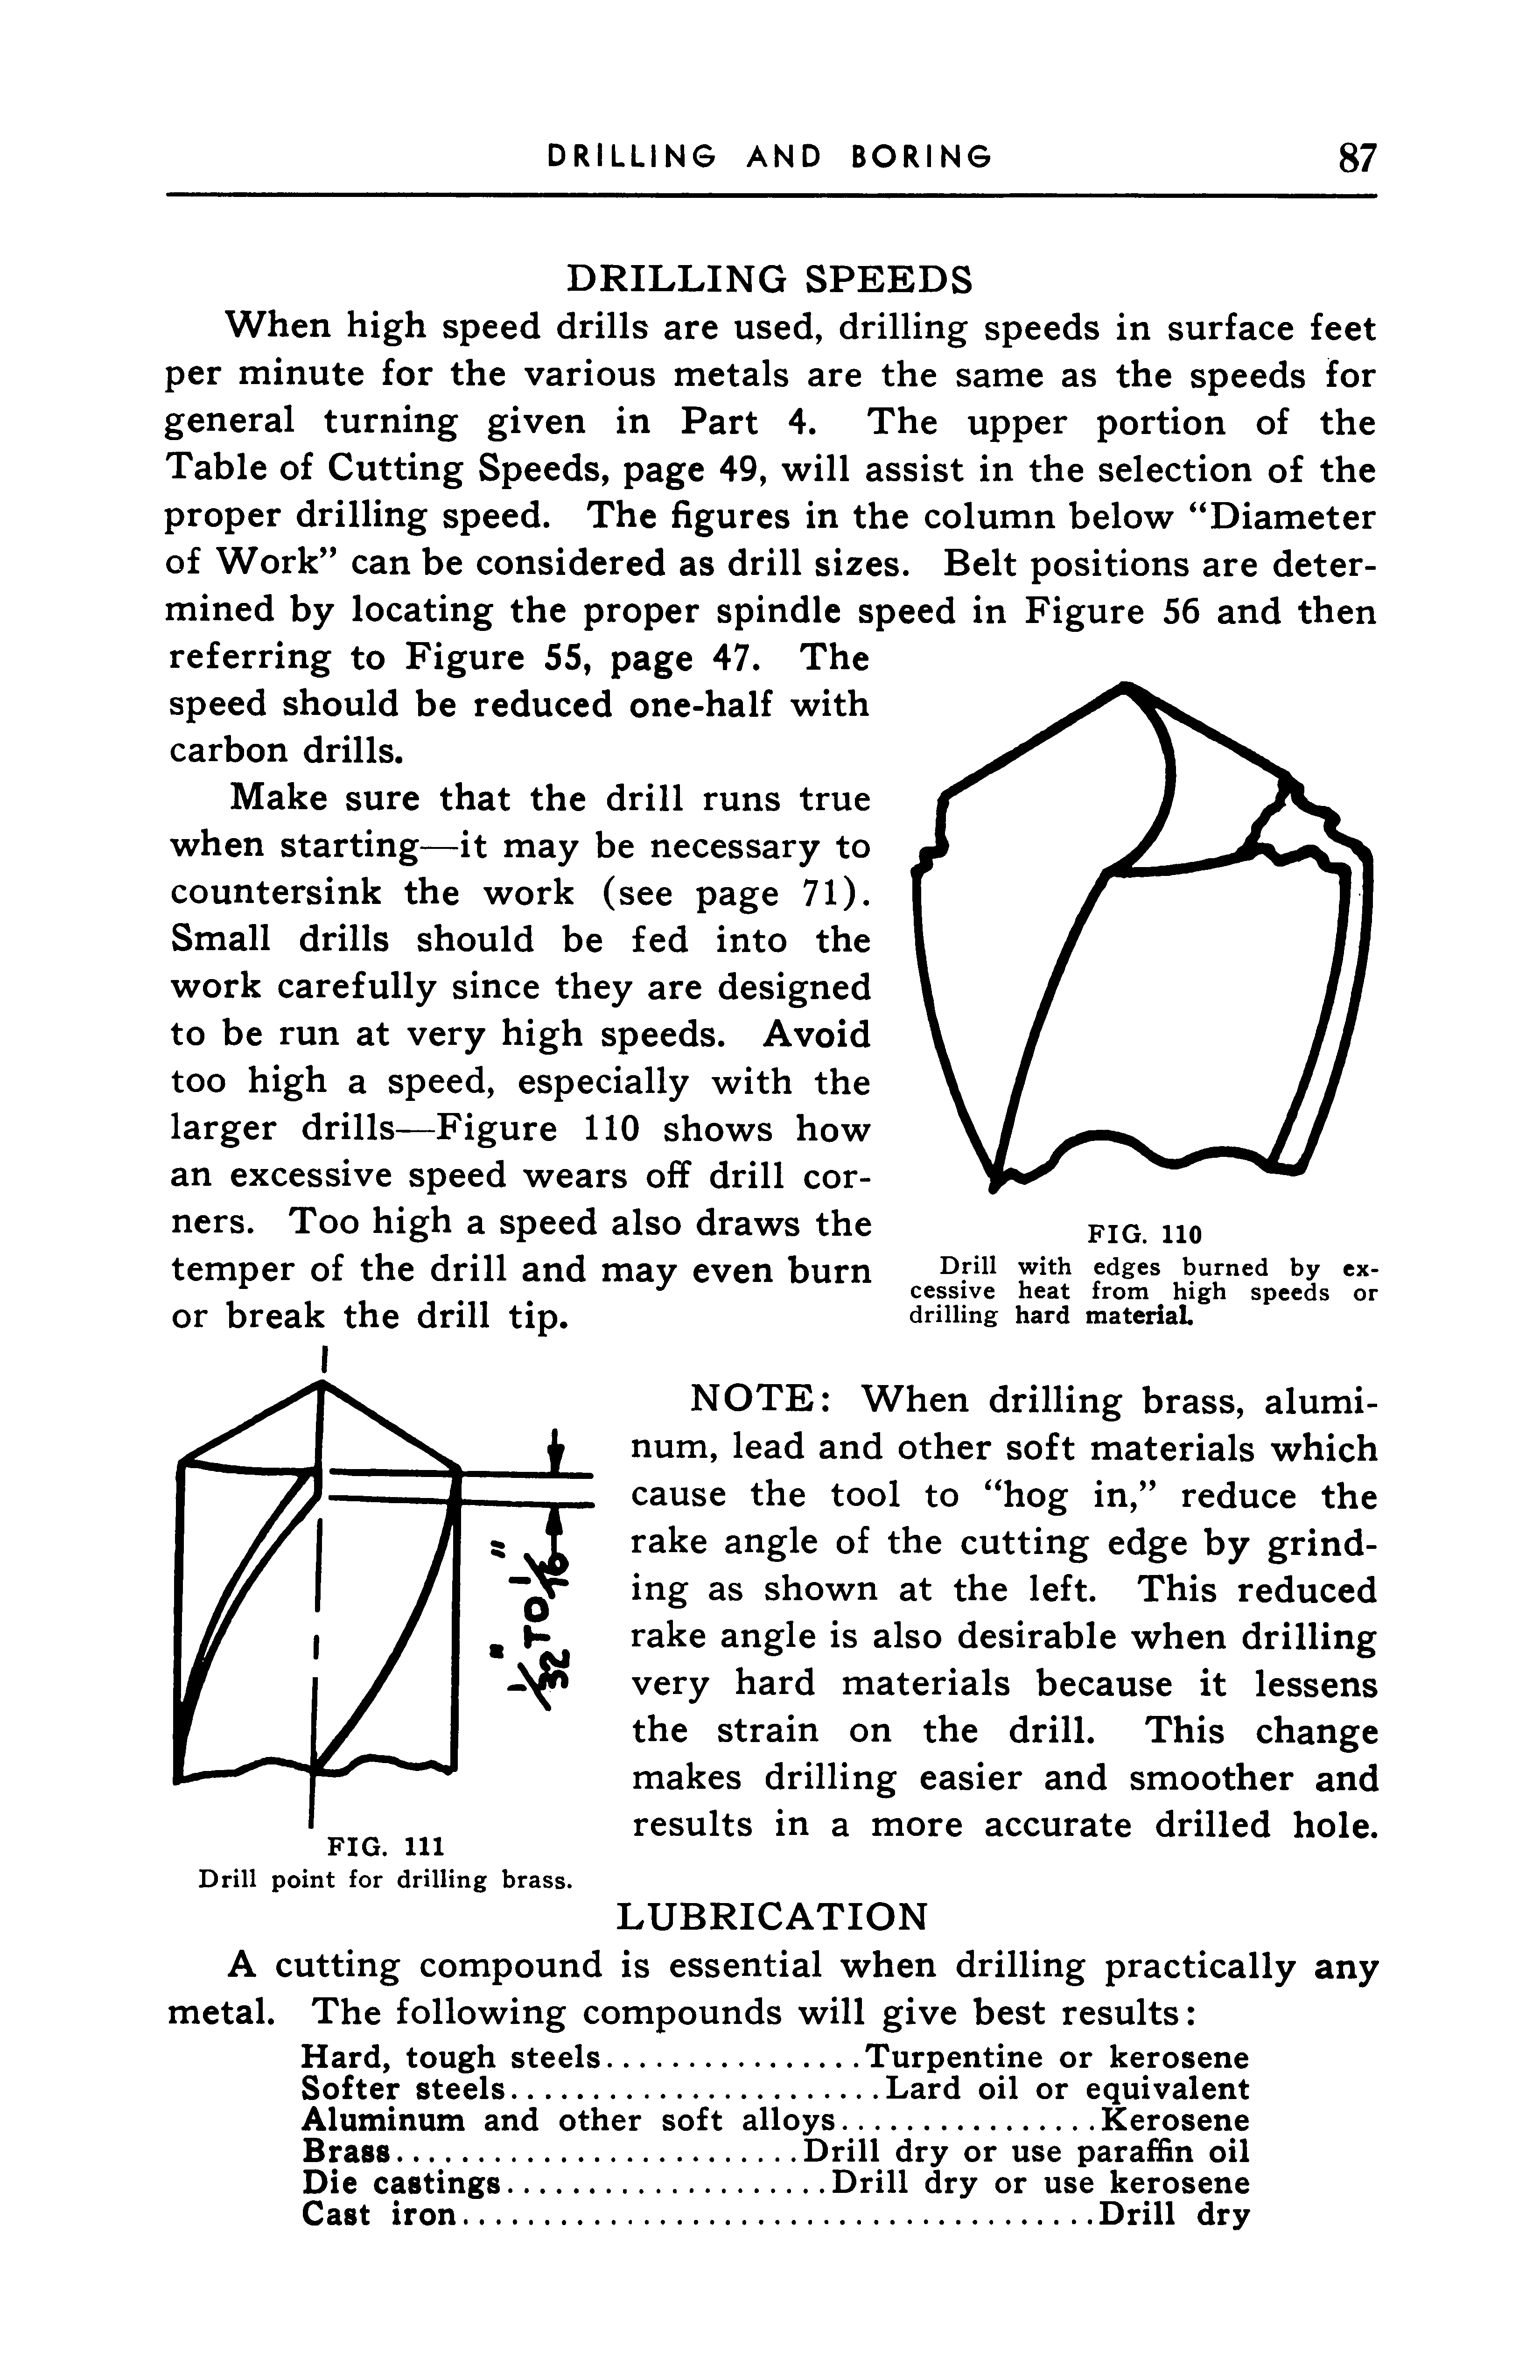 DRILLING AND BORING 87
DRILLING SPEEDS
When high speed drills are used, drilling speeds in surface feet
per minute for the various metals are the same as the speeds for
general turning given in Part 4. The upper portion of the
Table of Cutting Speeds, page 49, will assist in the selection of the
proper drilling speed. The figures in the column below “Diameter
of Work” can be considered as drill sizes. Belt positions are deter-
mined by locating the proper spindle speed in Figure 56 and then
referring to Figure 55, page 47. The
speed should be reduced one-half with
carbon drills.
Make sure that the drill runs true
when starting—it may be necessary to
countersink the work (see page 71).
Small drills should be fed into the
work carefully since they are designed
to be run at very high speeds. Avoid
too high a speed, especially with the
larger drills—Figure 110 shows how
an excessive speed wears off drill cor-
ners. Too high a speed also draws the
temper of the drill and may even burn
or break the drill tip.
FIG. 110
Drill with edges burned by ex-
cessive heat from high speeds or
drilling hard material.
1/32" TO 1/16"
FIG. 111
Drill point for drilling brass.
NOTE: When drilling brass, alumi-
num, lead and other soft materials which
cause the tool to “hog in,” reduce the
rake angle of the cutting edge by grind-
ing as shown at the left. This reduced
rake angle is also desirable when drilling
very hard materials because it lessens
the strain on the drill. This change
makes drilling easier and smoother and
results in a more accurate drilled hole.
LUBRICATION
A cutting compound is essential when drilling practically any
metal. The following compounds will give best results:
Hard, tough steels................Turpentine or kerosene
Softer steels.......................Lard oil or equivalent
Aluminum and other soft alloys................Kerosene
Brass.........................Drill dry or use paraffin oil
Die castings....................Drill dry or use kerosene
Cast iron.......................................Drill dry